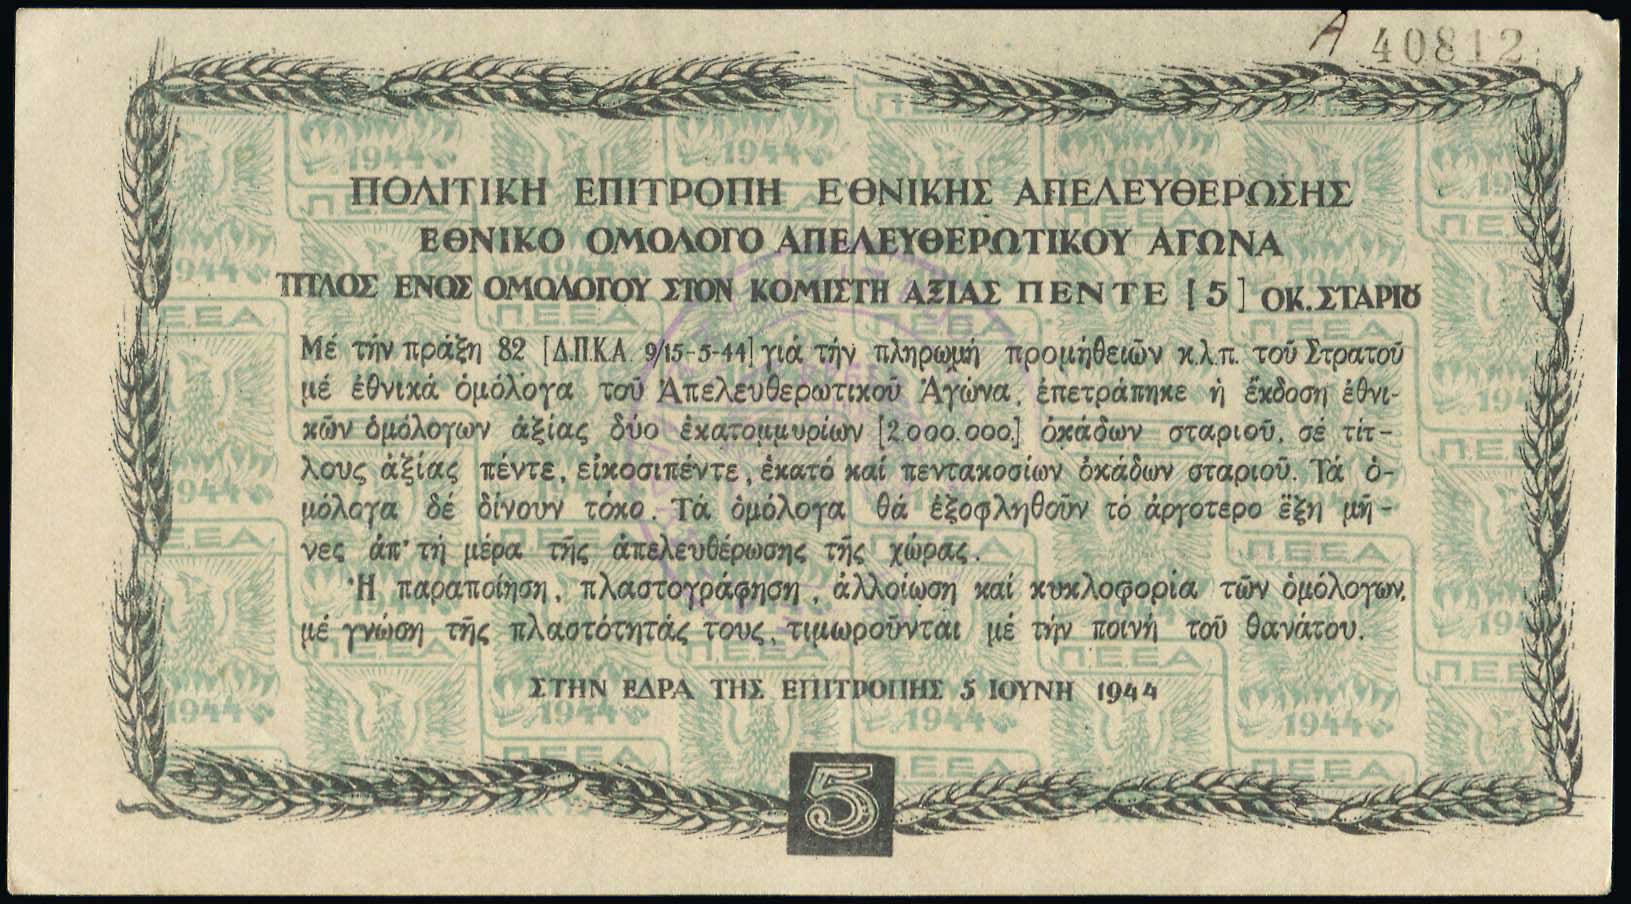 Α 40812
ΠΟΛΙΤΙΚΗ ΕΠΙΤΡΟΠΗ ΕΘΝΙΚΗΣ ΑΠΕΛΕΥΘΕΡΩΣΗΣ
ΕΘΝΙΚΟ ΟΜΟΛΟΓΟ ΑΠΕΛΕΥΘΕΡΩΤΙΚΟΥ ΑΓΩΝΑ
ΤΙΤΛΟΣ ΕΝΟΣ ΟΜΟΛΟΓΟΥ ΣΤΟΝ ΚΟΜΙΣΤΗ ΑΞΙΑΣ ΠΕΝΤΕ [5] ΟΚ. ΣΤΑΡΙȢ
Μέ τήν πράξη 82 [Δ.Π.Κ.Α. 9/15-5-44] γιά τήν πληρωμή προμήθειῶν κ.λ.π. τοῦ Στρατοῦ
μέ ἐθνικά ὁμόλογα τοῦ Ἀπελευθερωτικοῦ Ἀγώνα, ἐπετράπηκε ἡ ἔκδοση ἐθνι-
κῶν ὁμόλογων ἀξίας δύο ἑκατομμυρίων [2.000.000.] ὀκάδων σταριοῦ, σέ τίτ-
λους ἀξίας πέντε, εἰκοσιπέντε, ἑκατό καί πεντακοσίων ὀκάδων σταριοῦ. Τά ὁ-
μόλογα δέ δίνουν τόκο. Τά ὁμόλογα θά ἐξοφληθοῦν τό ἀργοτερο ἕξη μῆ-
νες ἀπ' τή μέρα τῆς ἀπελευθέρωσης τῆς χώρας.
Ἡ παραποίηση, πλαστογράφηση, ἀλλοίωση καί κυκλοφορία τῶν ὁμόλογων,
μέ γνώση τῆς πλαστότητάς τους, τιμωροῦνται μέ τήν ποινή τοῦ θανάτου.
ΣΤΗΝ ΕΔΡΑ ΤΗΣ ΕΠΙΤΡΟΠΗΣ 5 ΙΟΥΝΗ 1944
5